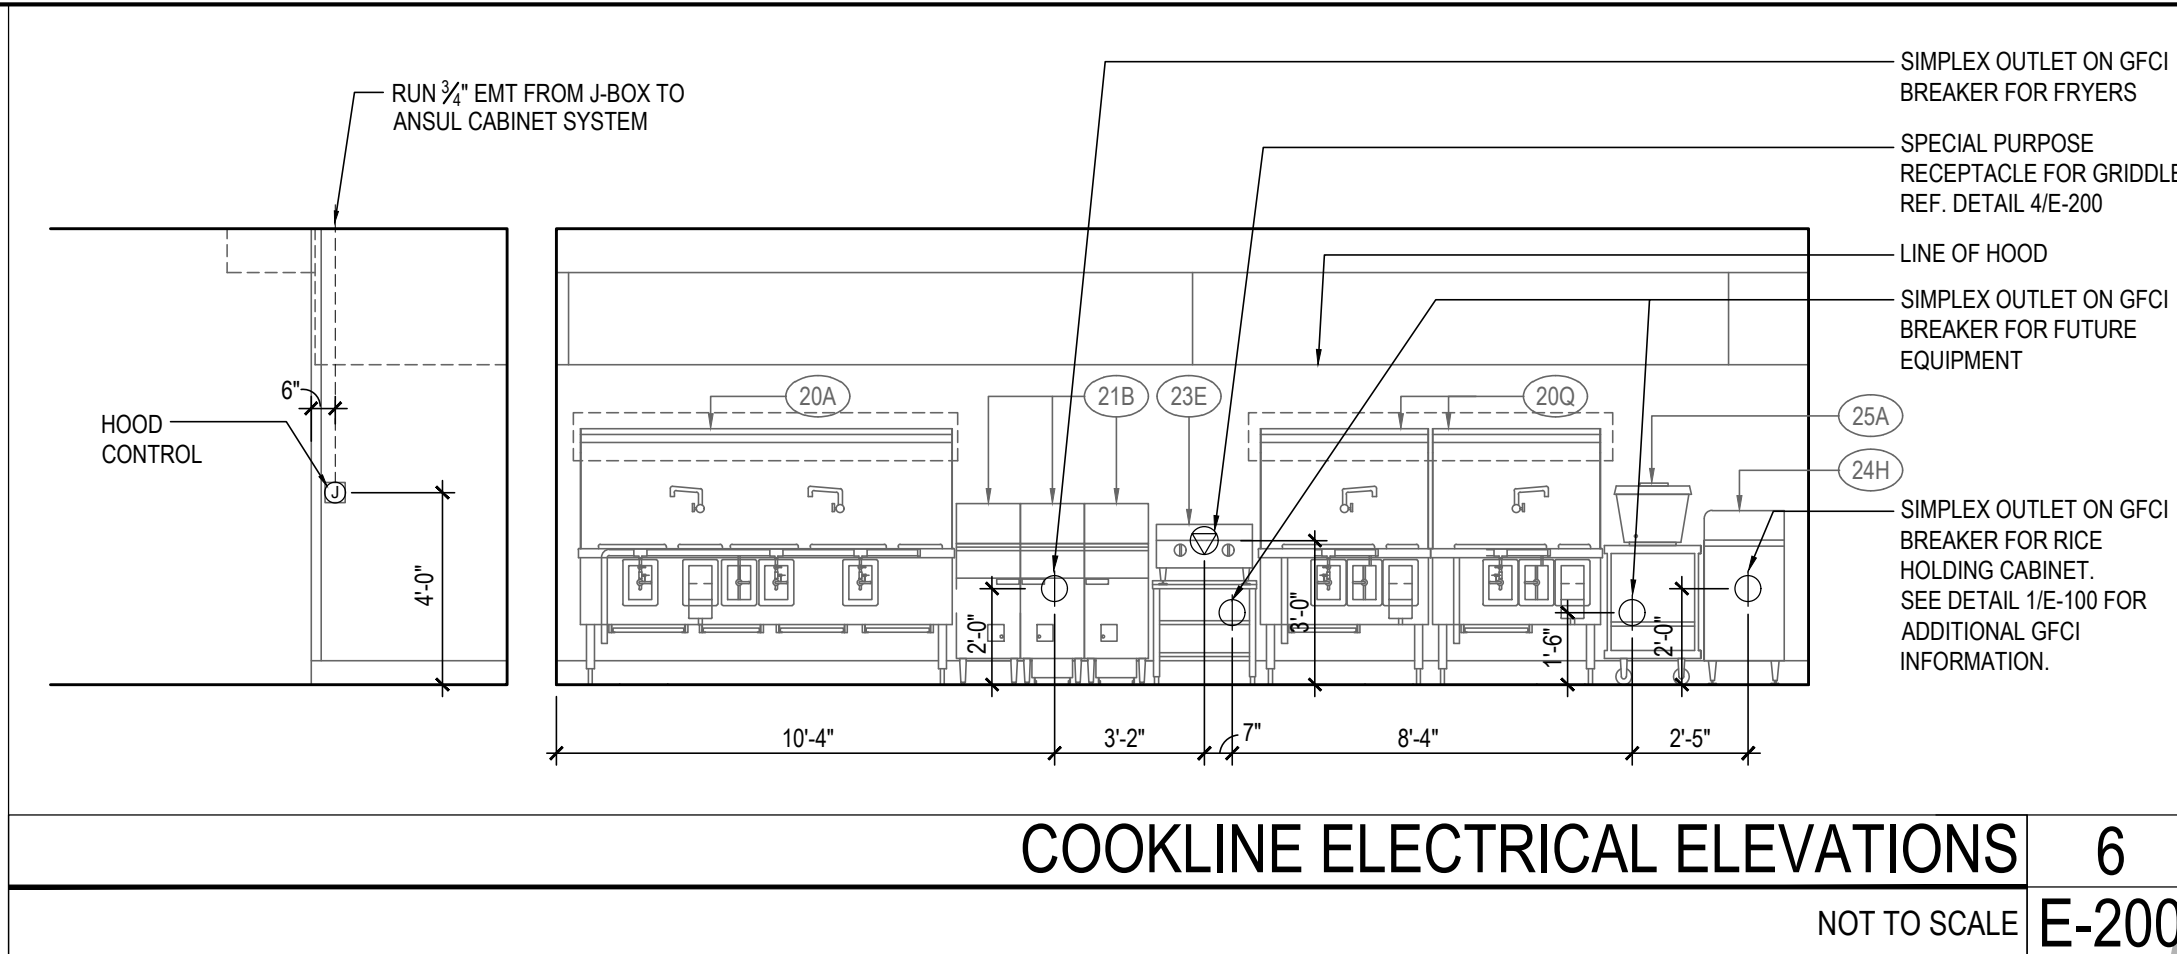 RUN 3/4" EMT FROM J-BOX TO
ANSUL CABINET SYSTEM
6"
HOOD
CONTROL
J
4'-0"
SIMPLEX OUTLET ON GFCI
BREAKER FOR FRYERS
SPECIAL PURPOSE
RECEPTACLE FOR GRIDDLE
REF. DETAIL 4/E-200
LINE OF HOOD
SIMPLEX OUTLET ON GFCI
BREAKER FOR FUTURE
EQUIPMENT
20A
21B
23E
20Q
25A
24H
SIMPLEX OUTLET ON GFCI
BREAKER FOR RICE
HOLDING CABINET.
SEE DETAIL 1/E-100 FOR
ADDITIONAL GFCI
INFORMATION.
2'-0"
3'-0"
1'-6"
2'-0"
10'-4"
3'-2"
7"
8'-4"
2'-5"
COOKLINE ELECTRICAL ELEVATIONS
6
NOT TO SCALE
E-200